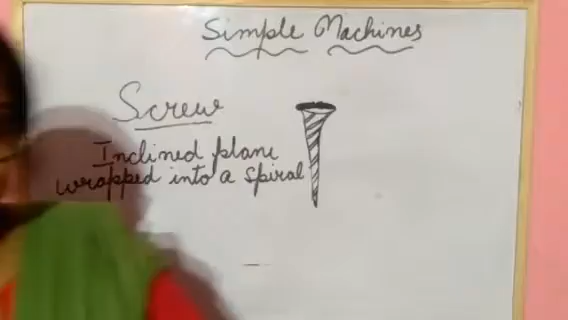 Simple Machines
Screw
Inclined plane
wrapped into a spiral